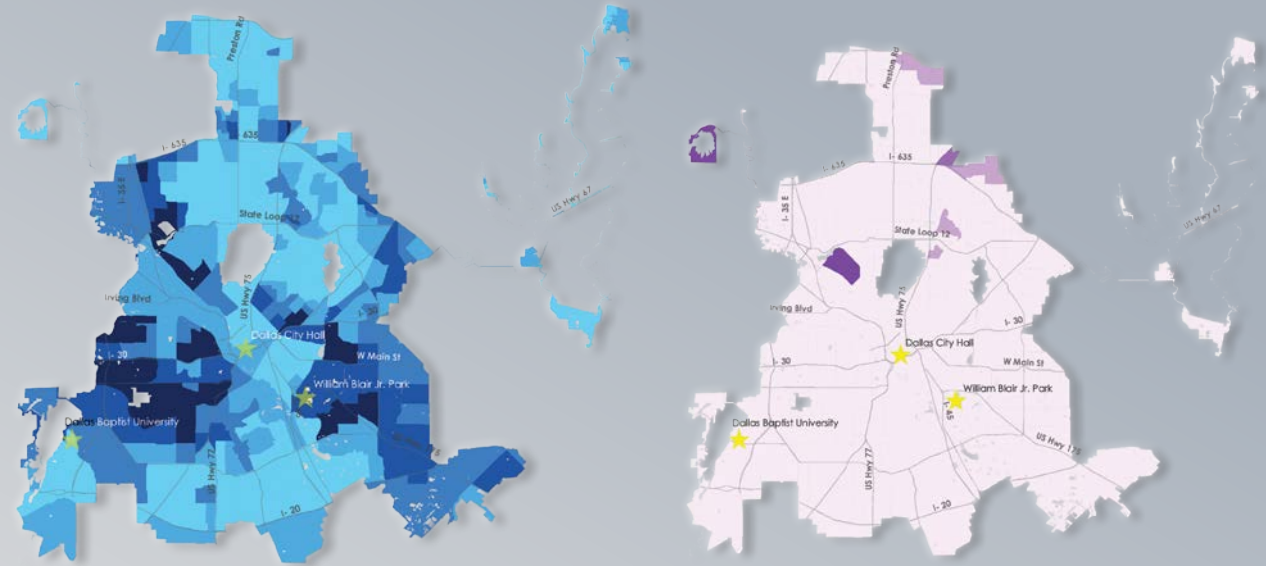 Preston Rd
I- 635
635
I- 35 E
State Loop 12
US Hwy 67
Irving Blvd
US Hwy 75
I- 30
Dallas City Hall
I- 30
W Main St
William Blair Jr. Park
Dallas Baptist University
US Hwy 77
I- 20
Preston Rd
I- 635
I- 635
I- 35 E
State Loop 12
US Hwy 67
Irving Blvd
US Hwy 75
I- 30
Dallas City Hall
I- 30
W Main St
William Blair Jr. Park
I- 45
Dallas Baptist University
US Hwy 175
US Hwy 77
I- 20